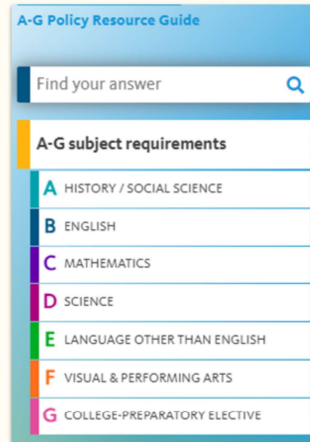 A-G Policy Resource Guide
Find your answer
A-G subject requirements
A HISTORY / SOCIAL SCIENCE
B ENGLISH
C MATHEMATICS
D SCIENCE
E LANGUAGE OTHER THAN ENGLISH
F VISUAL & PERFORMING ARTS
G COLLEGE-PREPARATORY ELECTIVE